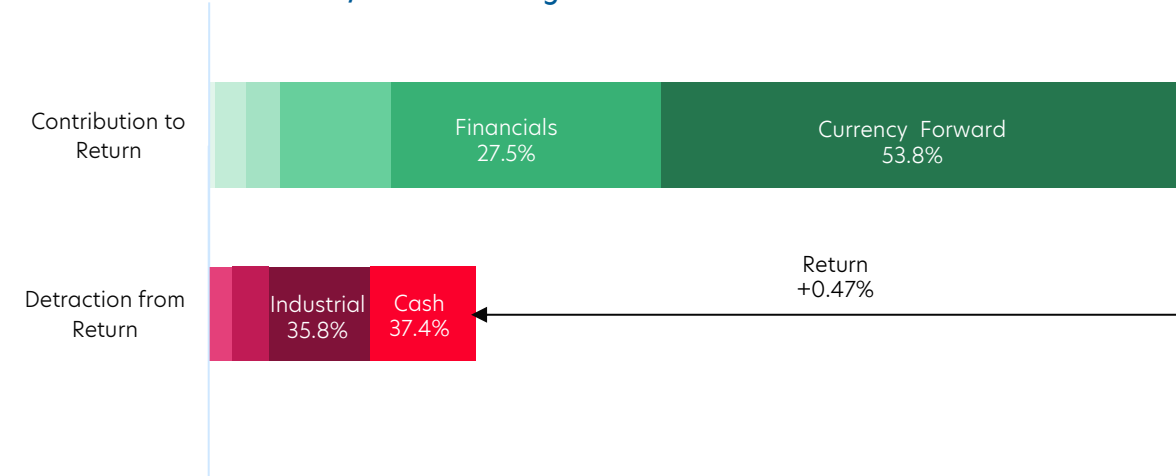 Contribution to
Return
Financials
27.5%
Currency Forward
53.8%
Detraction from
Return
Industrial
35.8%
Cash
37.4%
Return
+0.47%